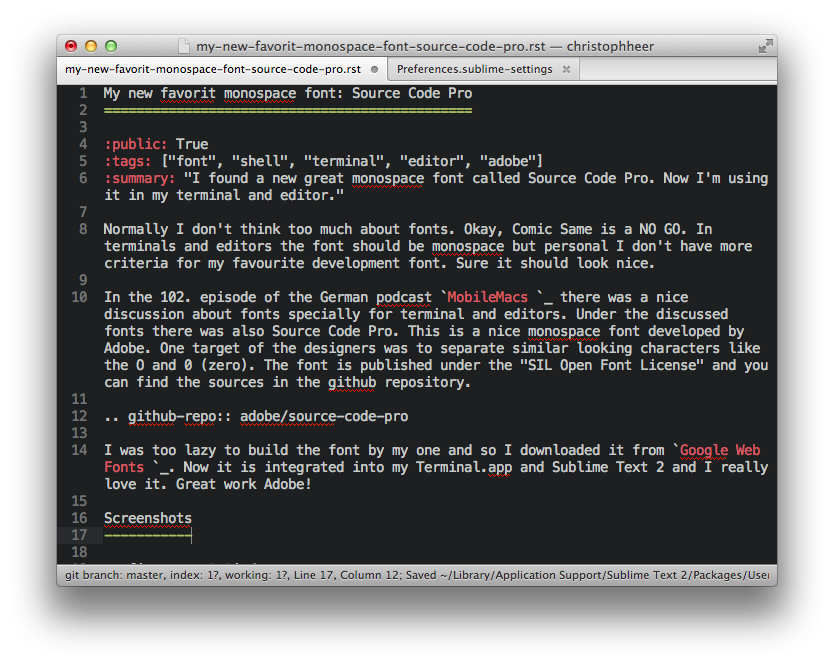 my-new-favorit-monospace-font-source-code-pro.rst — christophheer
my-new-favorit-monospace-font-source-code-pro.rst Preferences.sublime-settings
1 My new favorit monospace font: Source Code Pro
2 ==============================================
3
4 :public: True
5 :tags: ["font", "shell", "terminal", "editor", "adobe"]
6 :summary: "I found a new great monospace font called Source Code Pro. Now I'm using
it in my terminal and editor."
7
8 Normally I don't think too much about fonts. Okay, Comic Same is a NO GO. In
terminals and editors the font should be monospace but personal I don't have more
criteria for my favourite development font. Sure it should look nice.
9
10 In the 102. episode of the German podcast `MobileMacs `_ there was a nice
discussion about fonts specially for terminal and editors. Under the discussed
fonts there was also Source Code Pro. This is a nice monospace font developed by
Adobe. One target of the designers was to separate similar looking characters like
the O and 0 (zero). The font is published under the "SIL Open Font License" and you
can find the sources in the github repository.
11
12 .. github-repo:: adobe/source-code-pro
13
14 I was too lazy to build the font by my one and so I downloaded it from `Google Web
Fonts `_. Now it is integrated into my Terminal.app and Sublime Text 2 and I really
love it. Great work Adobe!
15
16 Screenshots
17 -----------
18
git branch: master, index: 1?, working: 1?, Line 17, Column 12; Saved ~/Library/Application Support/Sublime Text 2/Packages/User